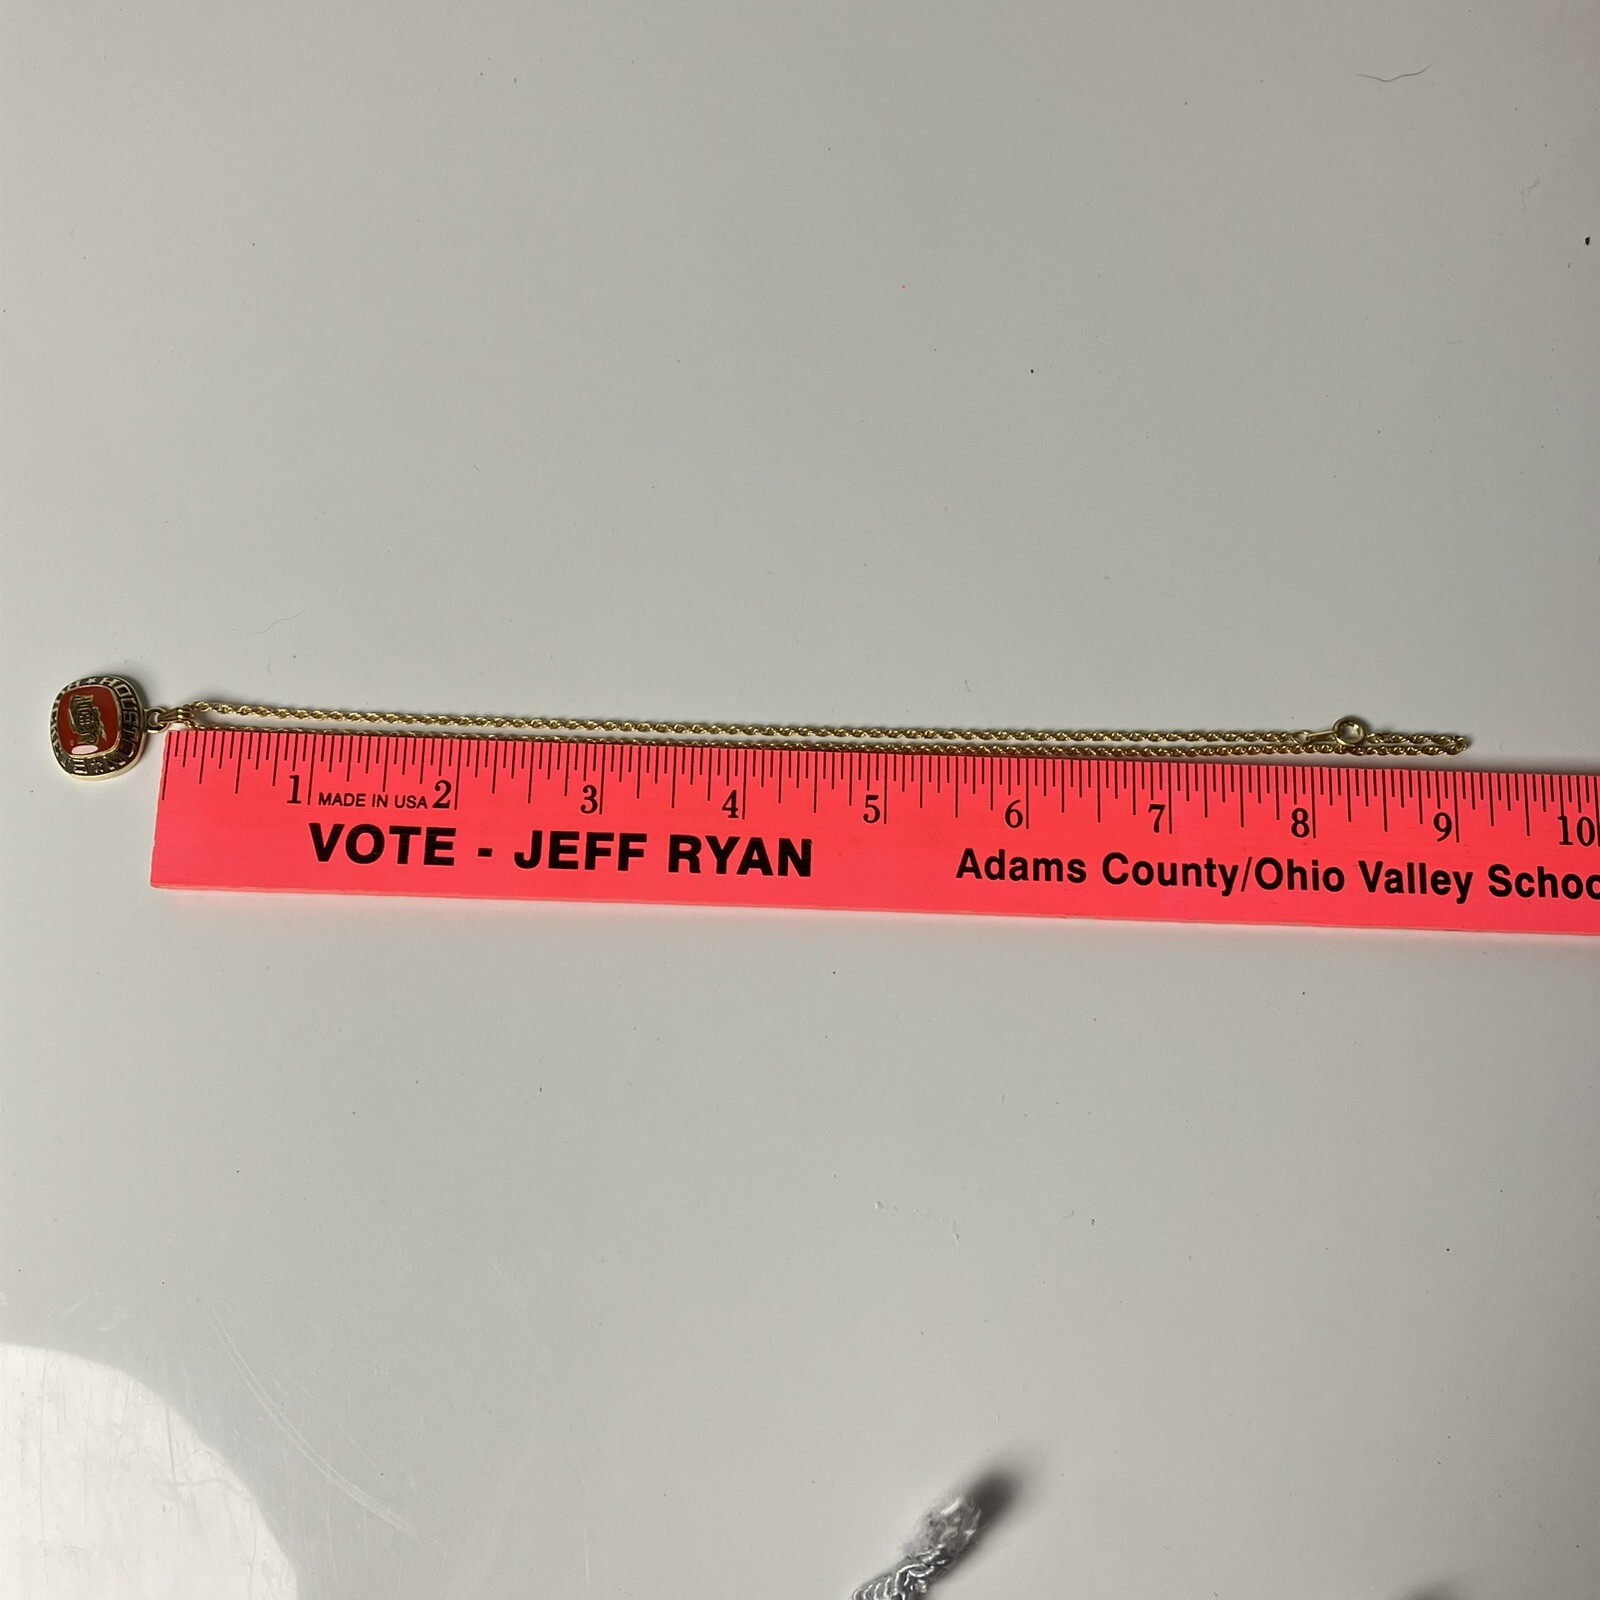 HOUSTON
1 MADE IN USA 2 3 4 5 6 7 8 9 10
VOTE - JEFF RYAN Adams County/Ohio Valley Schoo